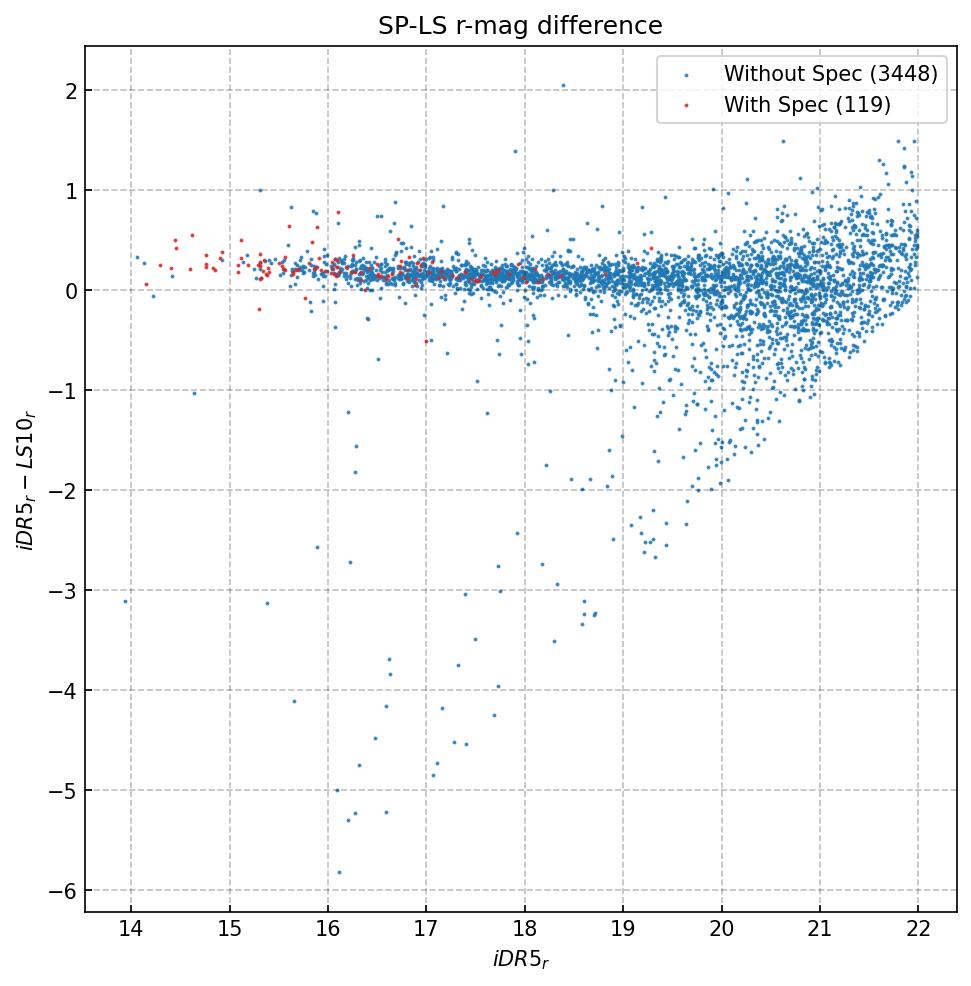 SP-LS r-mag difference
Without Spec (3448)
With Spec (119)
2
1
0
−1
−2
−3
−4
−5
−6
iDR5r − LS10r
14 15 16 17 18 19 20 21 22
iDR5r